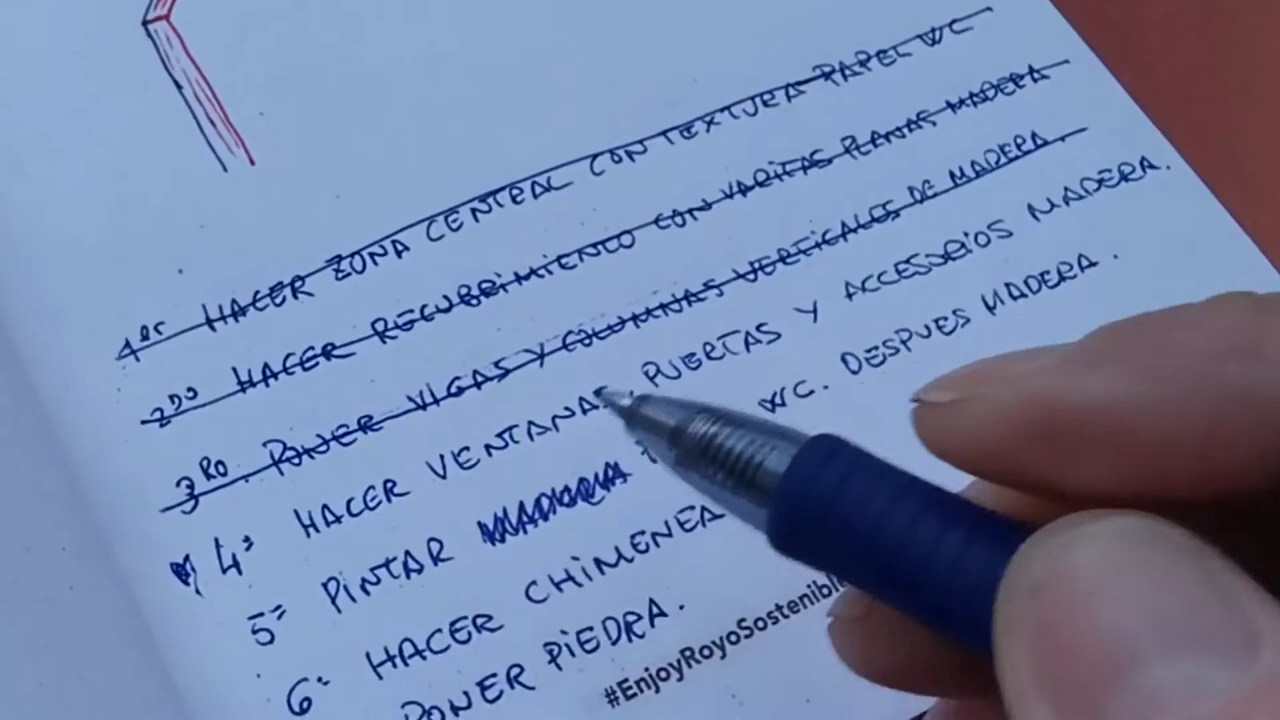 1er HACER ZONA CENTRAL CON TEXTURA PAPEL WC
2DO HACER RECUBRIMIENTO CON VARITAS PLANAS MADERA
3RO. PONER VIGAS Y COLUMNAS VERTICALES DE MADERA.
4º HACER VENTANAS, PUERTAS Y ACCESORIOS MADERA.
5º PINTAR WC. DESPUES MADERA.
6º HACER CHIMENEA
PONER PIEDRA.
#EnjoyRoyoSostenible